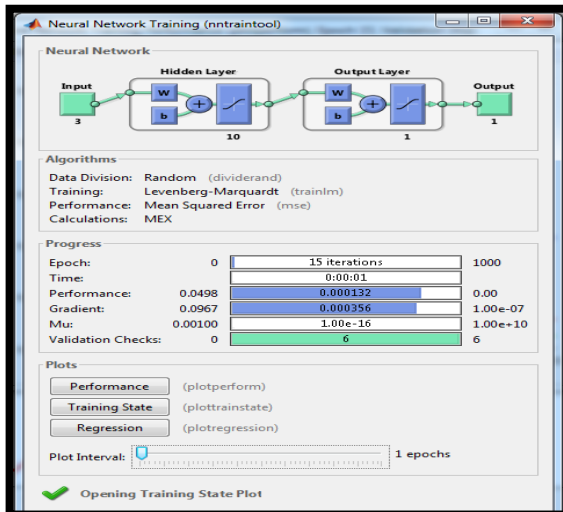 Neural Network Training (nntraintool)
Neural Network
Hidden Layer Output Layer
Input Output
W W
b b
3 10 1 1
Algorithms
Data Division: Random (dividerand)
Training: Levenberg-Marquardt (trainlm)
Performance: Mean Squared Error (mse)
Calculations: MEX
Progress
Epoch: 0 15 iterations 1000
Time: 0:00:01
Performance: 0.0498 0.000132 0.00
Gradient: 0.0967 0.000356 1.00e-07
Mu: 0.00100 1.00e-16 1.00e+10
Validation Checks: 0 6 6
Plots
Performance (plotperform)
Training State (plottrainstate)
Regression (plotregression)
Plot Interval: 1 epochs
Opening Training State Plot